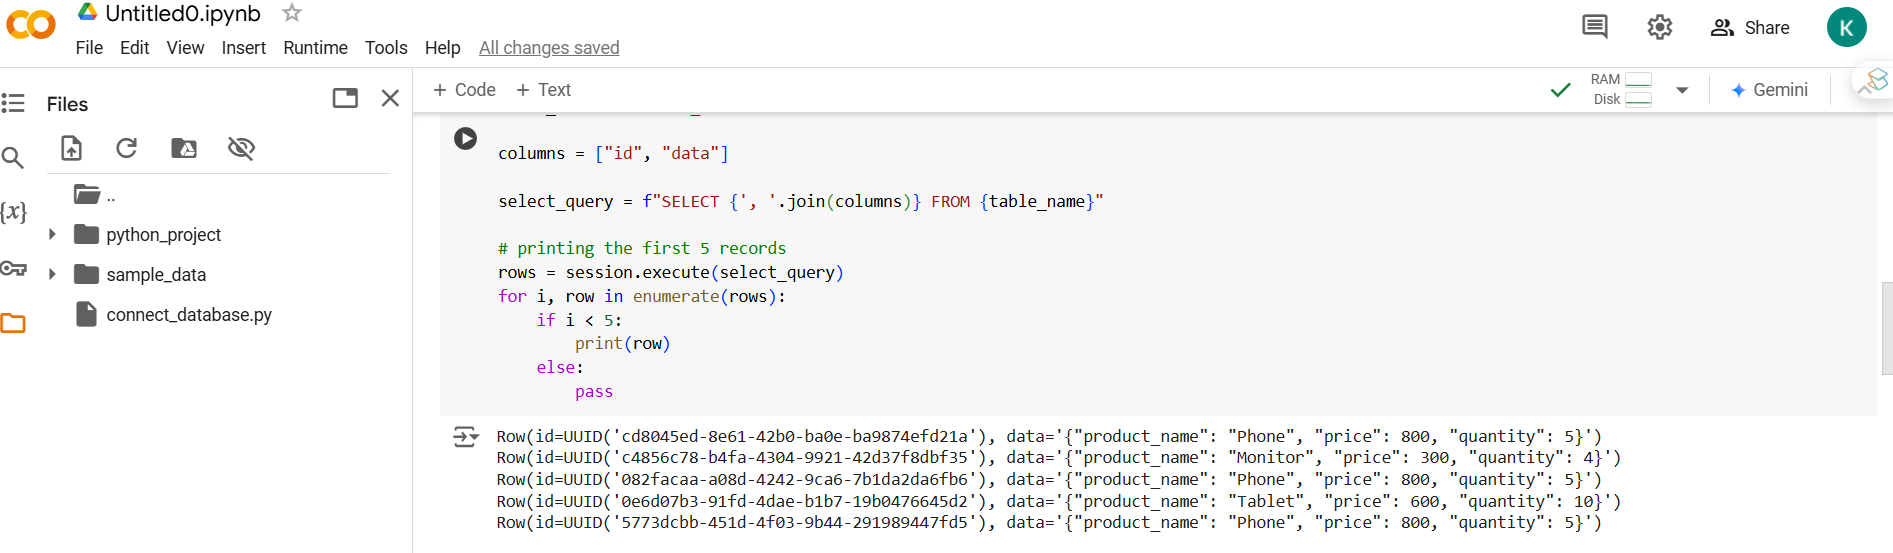 Untitled0.ipynb
File Edit View Insert Runtime Tools Help All changes saved
Share
K
Files
+ Code + Text
RAM
Disk
Gemini
..
python_project
sample_data
connect_database.py
{x}
columns = ["id", "data"]
select_query = f"SELECT {', '.join(columns)} FROM {table_name}"
# printing the first 5 records
rows = session.execute(select_query)
for i, row in enumerate(rows):
    if i < 5:
        print(row)
    else:
        pass
Row(id=UUID('cd8045ed-8e61-42b0-ba0e-ba9874efd21a'), data='{"product_name": "Phone", "price": 800, "quantity": 5}')
Row(id=UUID('c4856c78-b4fa-4304-9921-42d37f8dbf35'), data='{"product_name": "Monitor", "price": 300, "quantity": 4}')
Row(id=UUID('082facaa-a08d-4242-9ca6-7b1da2da6fb6'), data='{"product_name": "Phone", "price": 800, "quantity": 5}')
Row(id=UUID('0e6d07b3-91fd-4dae-b1b7-19b0476645d2'), data='{"product_name": "Tablet", "price": 600, "quantity": 10}')
Row(id=UUID('5773dcbb-451d-4f03-9b44-291989447fd5'), data='{"product_name": "Phone", "price": 800, "quantity": 5}')